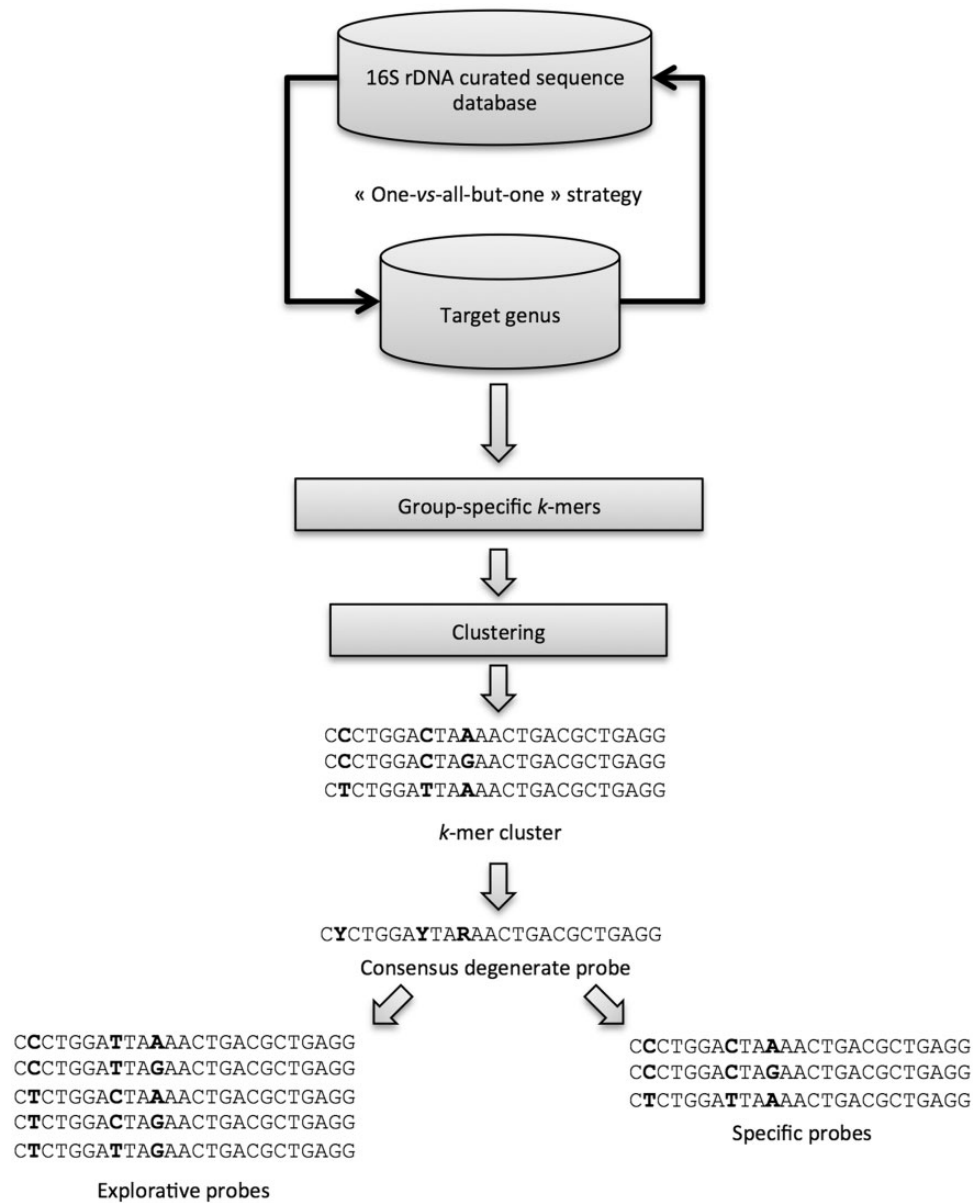 16S rDNA curated sequence
database
« One-vs-all-but-one » strategy
Target genus
Group-specific k-mers
Clustering
CCCTGGACTAAAACTGACGCTGAGG
CCCTGGACTAGAACTGACGCTGAGG
CTCTGGATTAAAACTGACGCTGAGG
k-mer cluster
CYCTGGAYTARAACTGACGCTGAGG
Consensus degenerate probe
CCCTGGATTAAAACTGACGCTGAGG
CCCTGGATTAGAACTGACGCTGAGG
CTCTGGACTAAAACTGACGCTGAGG
CTCTGGACTAGAACTGACGCTGAGG
CTCTGGATTAGAACTGACGCTGAGG
Explorative probes
CCCTGGACTAAAACTGACGCTGAGG
CCCTGGACTAGAACTGACGCTGAGG
CTCTGGATTAAAACTGACGCTGAGG
Specific probes